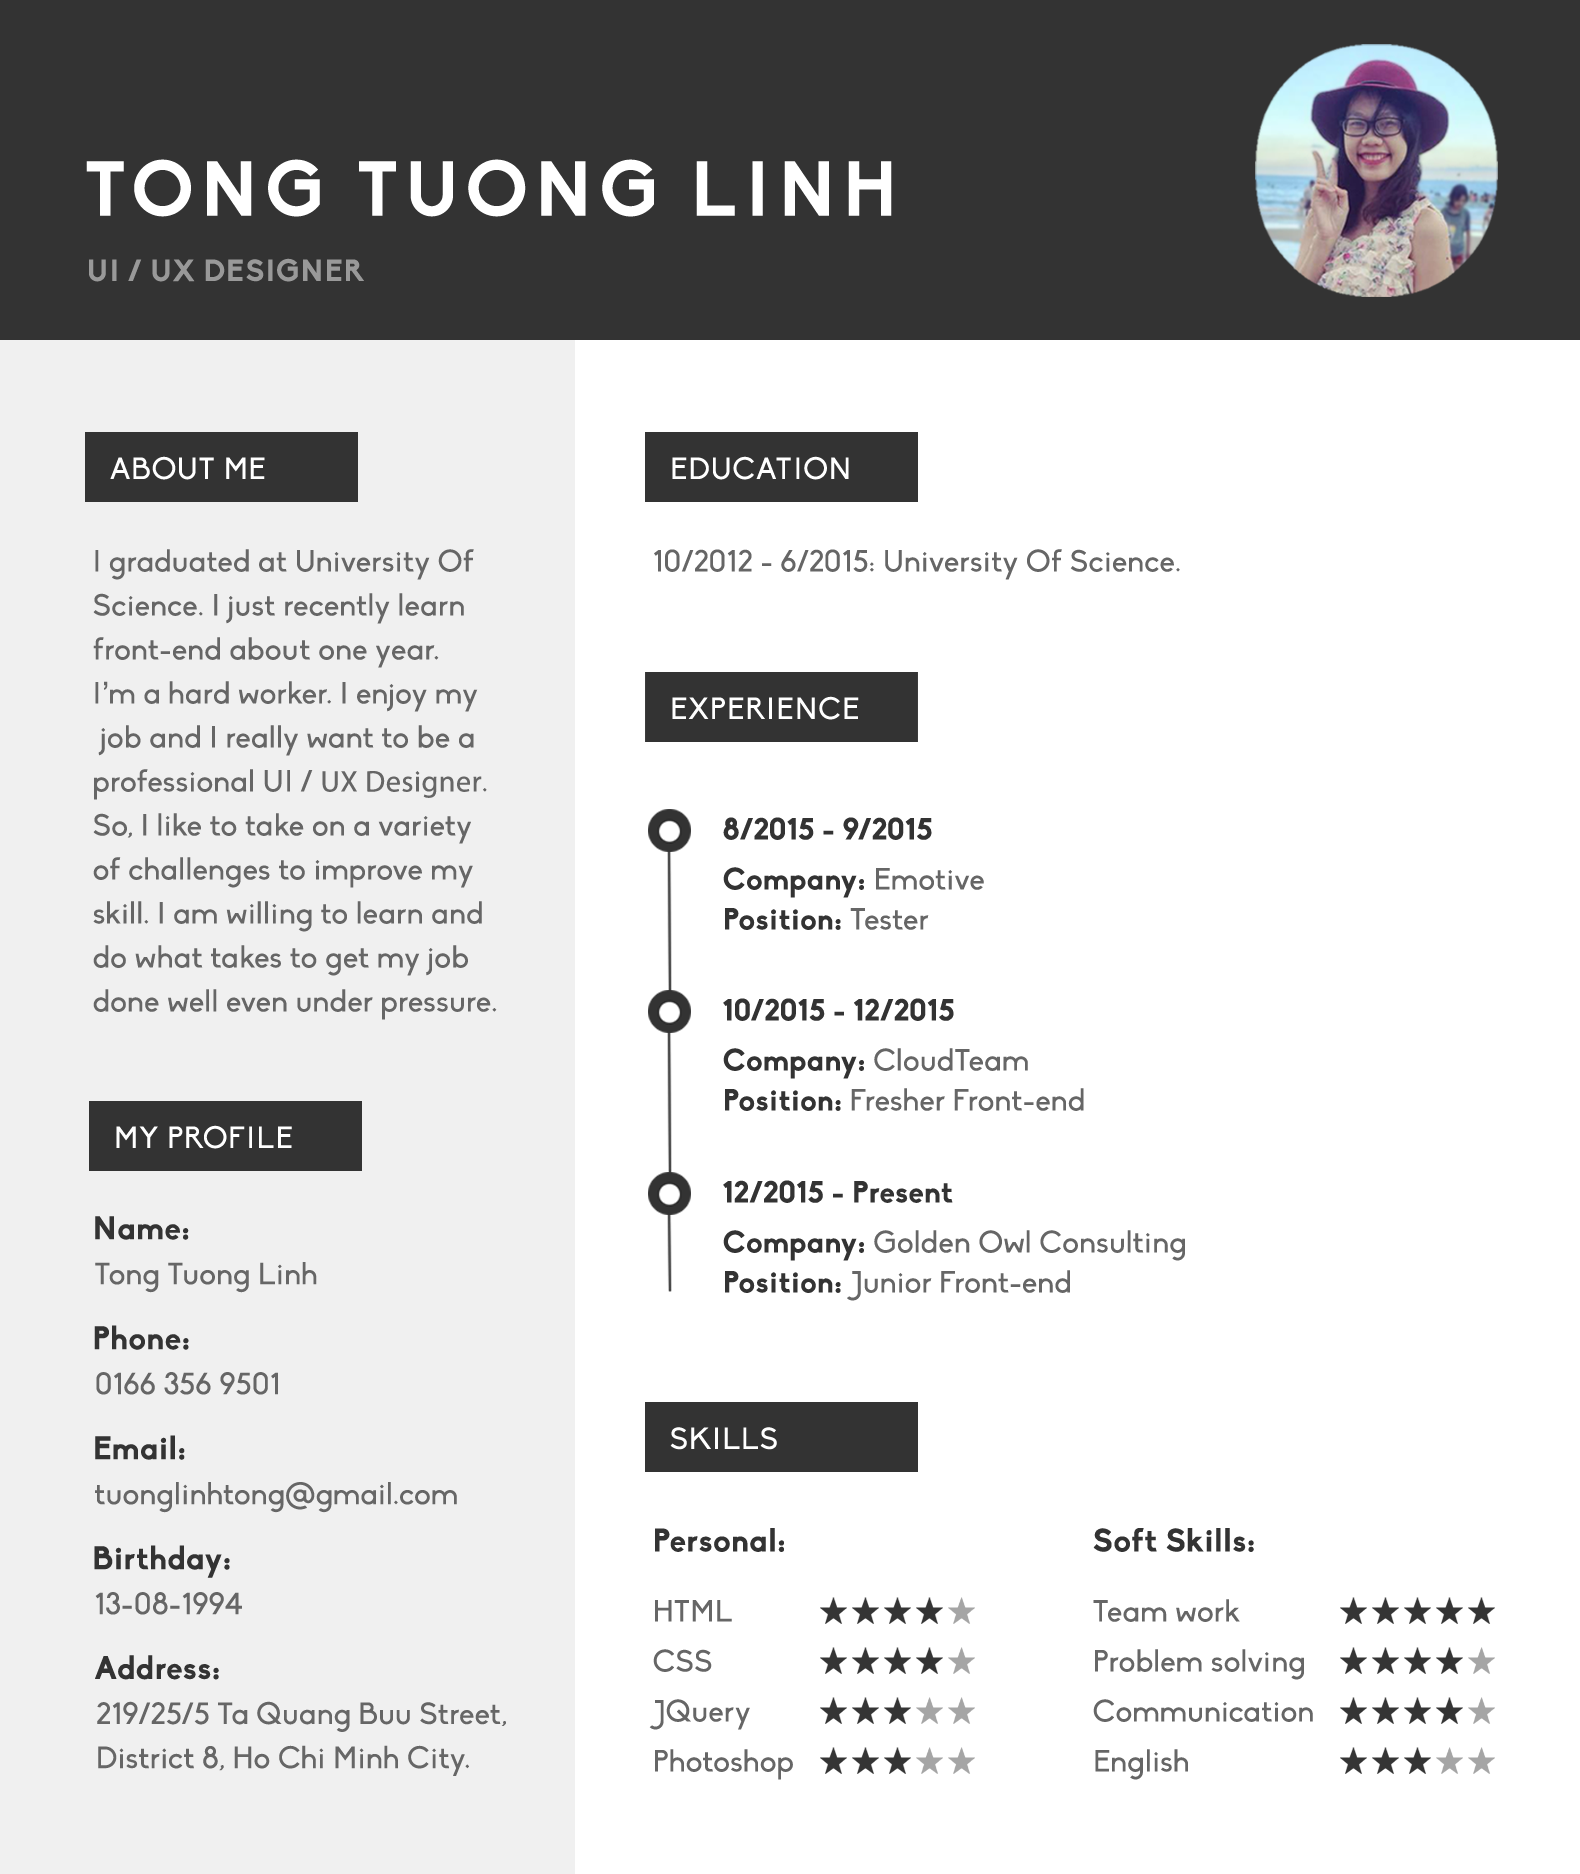 TONG TUONG LINH
UI / UX DESIGNER
ABOUT ME
I graduated at University Of
Science. I just recently learn
front-end about one year.
I’m a hard worker. I enjoy my
job and I really want to be a
professional UI / UX Designer.
So, I like to take on a variety
of challenges to improve my
skill. I am willing to learn and
do what takes to get my job
done well even under pressure.
MY PROFILE
Name:
Tong Tuong Linh
Phone:
0166 356 9501
Email:
tuonglinhtong@gmail.com
Birthday:
13-08-1994
Address:
219/25/5 Ta Quang Buu Street,
District 8, Ho Chi Minh City.
EDUCATION
10/2012 - 6/2015: University Of Science.
EXPERIENCE
8/2015 - 9/2015
Company: Emotive
Position: Tester
10/2015 - 12/2015
Company: CloudTeam
Position: Fresher Front-end
12/2015 - Present
Company: Golden Owl Consulting
Position: Junior Front-end
SKILLS
Personal:
HTML
CSS
JQuery
Photoshop
Soft Skills:
Team work
Problem solving
Communication
English